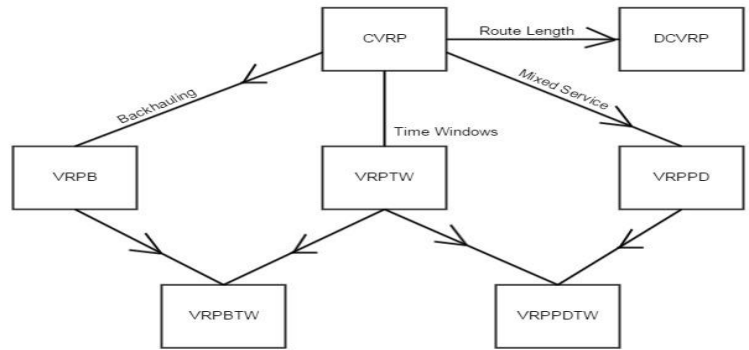 CVRP
Route Length
DCVRP
Backhauling
Mixed Service
Time Windows
VRPB
VRPTW
VRPPD
VRPBTW
VRPPDTW